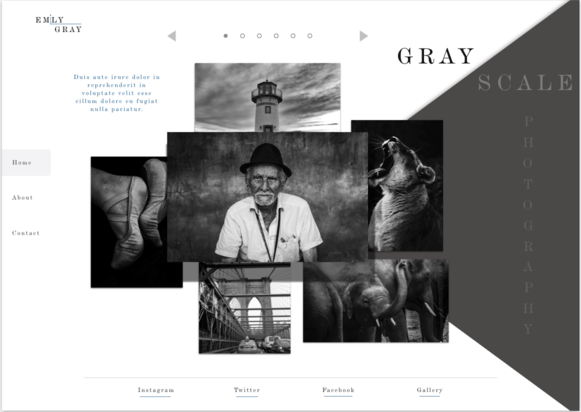 EMLY
GRAY
GRAY
SCALE
Duis aute irure dolor in
reprehenderit in
voluptate velit esse
cillum dolore eu fugiat
nulla pariatur.
PHOTOGRAPHY
Home
About
Contact
Instagram
Twitter
Facebook
Gallery